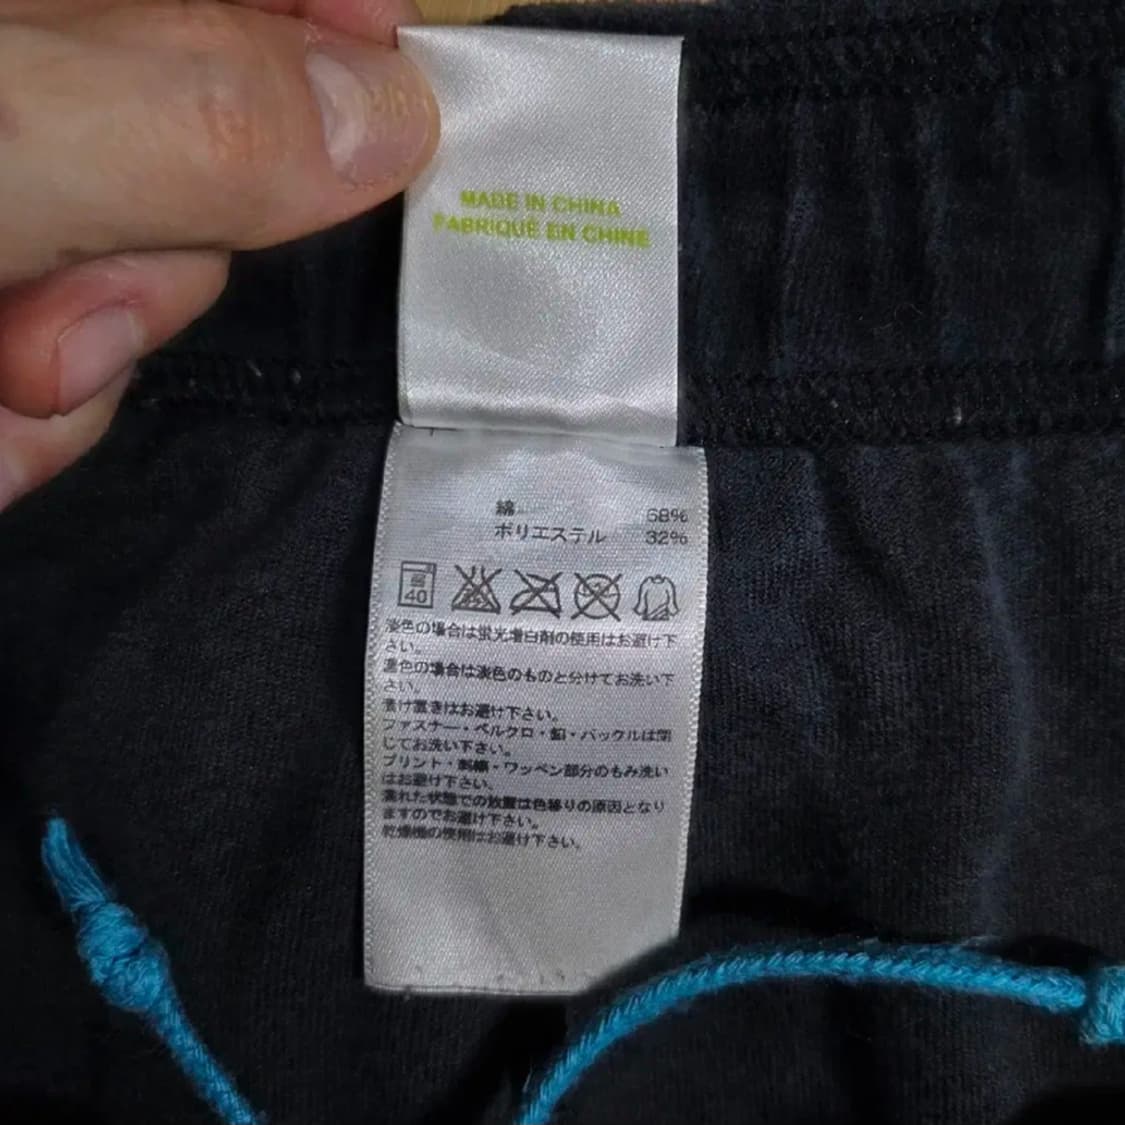 MADE IN CHINA
FABRIQUÉ EN CHINE
綿 68%
ポリエステル 32%
40
淡色の場合は蛍光増白剤の使用はお避け下
さい。
濃色の場合は淡色のものと分けてお洗い下
さい。
漬け置きはお避け下さい。
ファスナー・ベルクロ・釦・バックルは閉
じてお洗い下さい。
プリント・刺繍・ワッペン部分のもみ洗い
はお避け下さい。
濡れた状態での放置は色移りの原因となり
ますのでお避け下さい。
乾燥機の使用はお避け下さい。